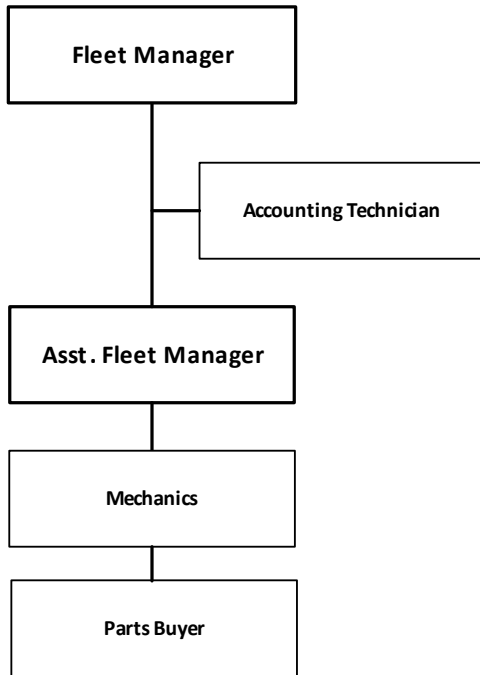 Fleet Manager
Accounting Technician
Asst. Fleet Manager
Mechanics
Parts Buyer